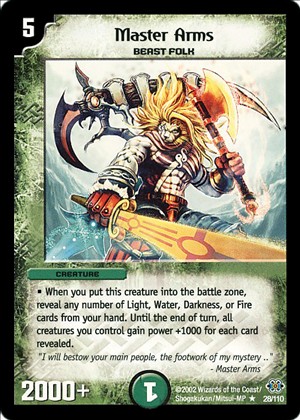 5
Master Arms
BEAST FOLK
CREATURE
▪ When you put this creature into the battle zone,
reveal any number of Light, Water, Darkness, or Fire
cards from your hand. Until the end of turn, all
creatures you control gain power +1000 for each card
revealed.
"I will bestow your main people, the footwork of my mystery .."
- Master Arms
2000+
1
©2002 Wizards of the Coast/
Shogakukan/Mitsui-MP ★ 28/110